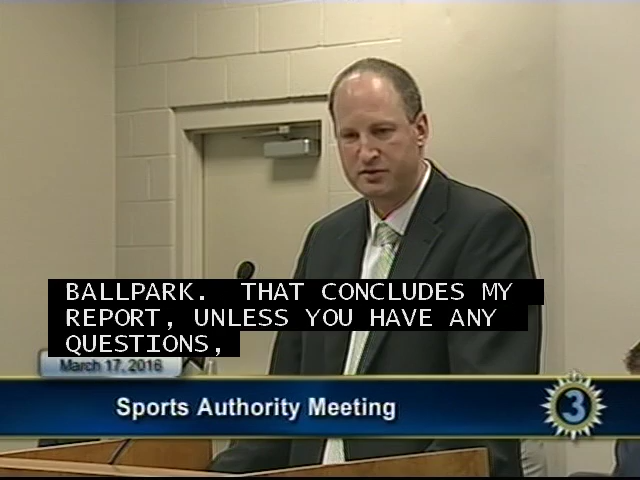 BALLPARK.  THAT CONCLUDES MY
REPORT, UNLESS YOU HAVE ANY
QUESTIONS,
March 17, 2016
Sports Authority Meeting
3